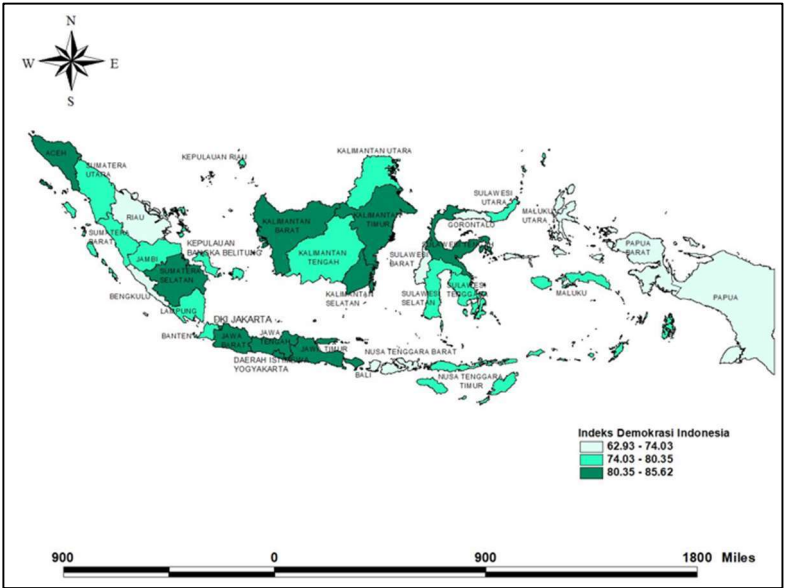 N
W
E
S
ACEH
SUMATERA
UTARA
KEPULAUAN RIAU
RIAU
SUMATERA
BARAT
KEPULAUAN
BANGKA BELITUNG
JAMBI
SUMATERA
SELATAN
BENGKULU
LAMPUNG
BANTEN
DKI JAKARTA
JAWA
BARAT
JAWA
TENGAH
JAWA TIMUR
DAERAH ISTIMEWA
YOGYAKARTA
BALI
NUSA TENGGARA BARAT
NUSA TENGGARA
TIMUR
KALIMANTAN UTARA
KALIMANTAN
BARAT
KALIMANTAN
TIMUR
KALIMANTAN
TENGAH
KALIMANTAN
SELATAN
SULAWESI
UTARA
GORONTALO
SULAWESI
BARAT
SULAWESI
SELATAN
SULAWESI
TENGGARA
MALUKU
UTARA
MALUKU
PAPUA
BARAT
PAPUA
Indeks Demokrasi Indonesia
62.93 - 74.03
74.03 - 80.35
80.35 - 85.62
900 0 900 1800 Miles